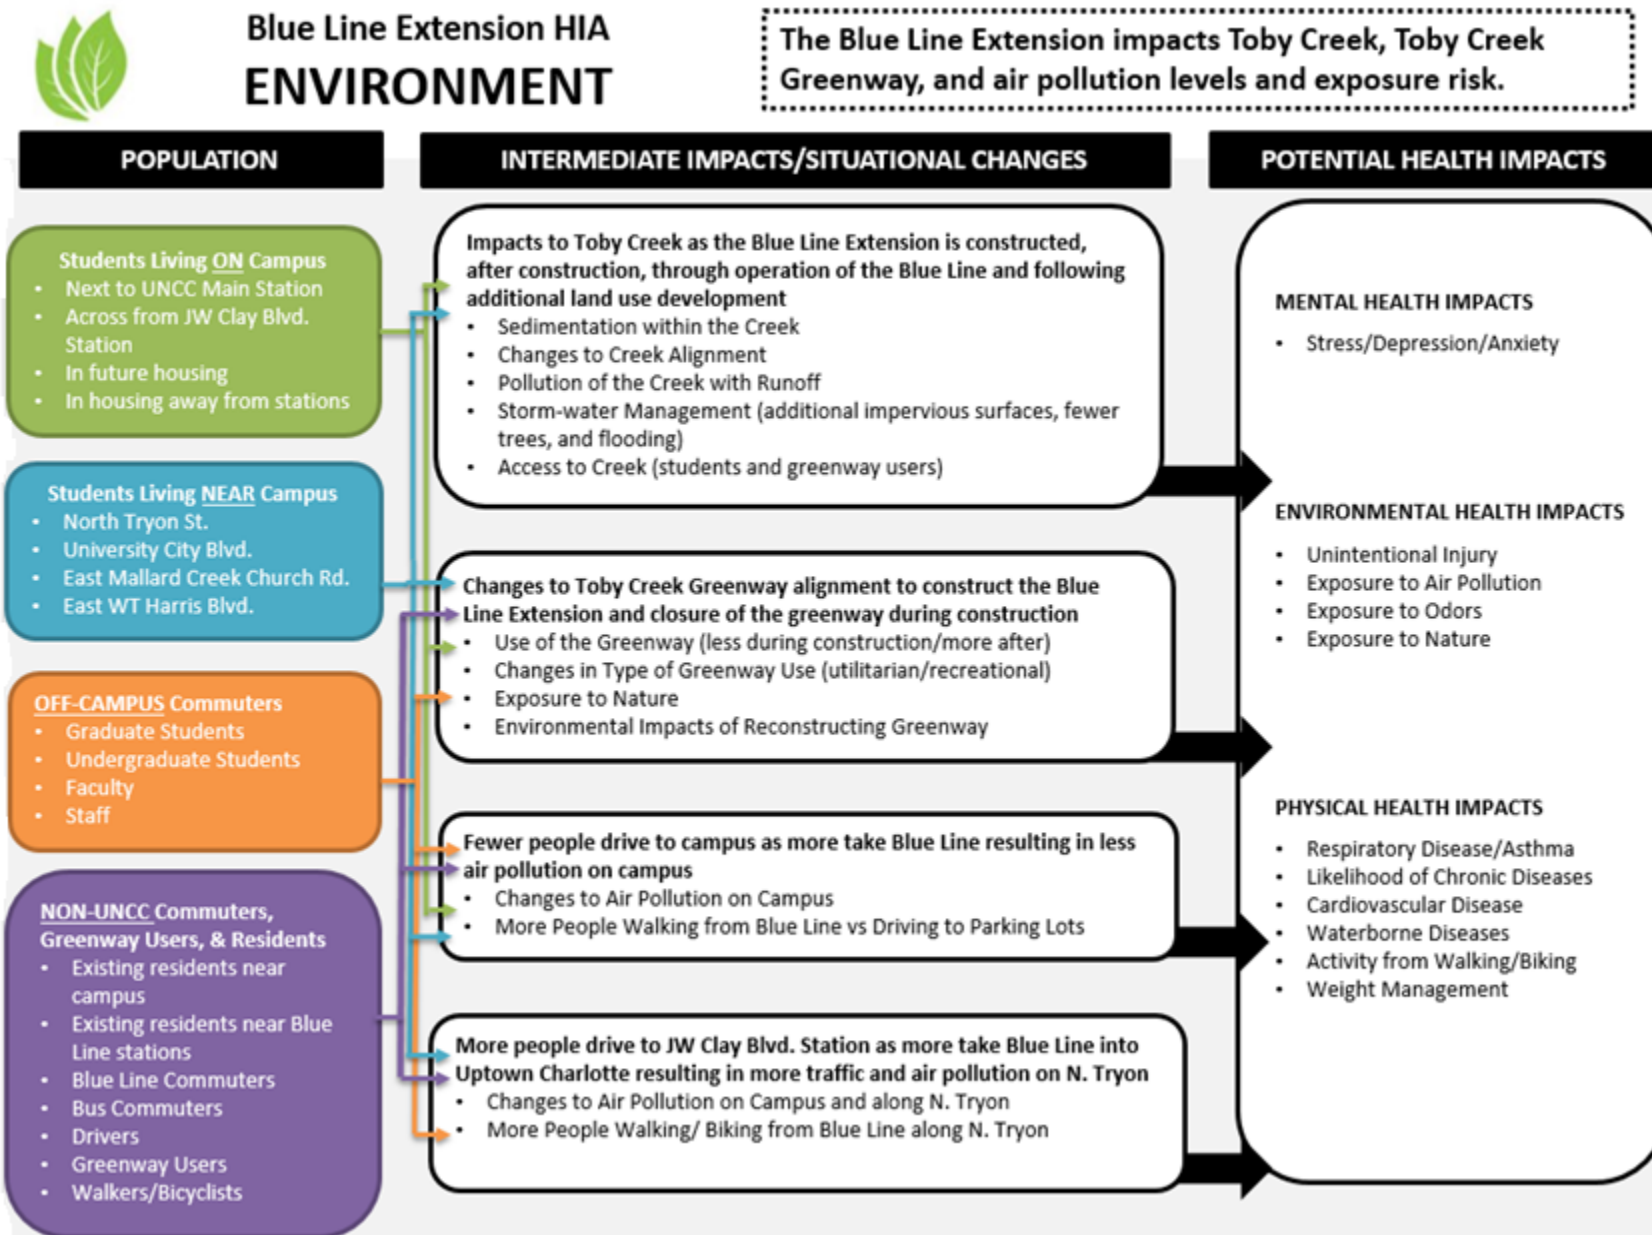 Blue Line Extension HIA
ENVIRONMENT
The Blue Line Extension impacts Toby Creek, Toby Creek
Greenway, and air pollution levels and exposure risk.
POPULATION
INTERMEDIATE IMPACTS/SITUATIONAL CHANGES
POTENTIAL HEALTH IMPACTS
Students Living ON Campus
• Next to UNCC Main Station
• Across from JW Clay Blvd.
Station
• In future housing
• In housing away from stations
Students Living NEAR Campus
• North Tryon St.
• University City Blvd.
• East Mallard Creek Church Rd.
• East WT Harris Blvd.
OFF-CAMPUS Commuters
• Graduate Students
• Undergraduate Students
• Faculty
• Staff
NON-UNCC Commuters,
Greenway Users, & Residents
• Existing residents near
campus
• Existing residents near Blue
Line stations
• Blue Line Commuters
• Bus Commuters
• Drivers
• Greenway Users
• Walkers/Bicyclists
Impacts to Toby Creek as the Blue Line Extension is constructed,
after construction, through operation of the Blue Line and following
additional land use development
• Sedimentation within the Creek
• Changes to Creek Alignment
• Pollution of the Creek with Runoff
• Storm-water Management (additional impervious surfaces, fewer
trees, and flooding)
• Access to Creek (students and greenway users)
Changes to Toby Creek Greenway alignment to construct the Blue
Line Extension and closure of the greenway during construction
• Use of the Greenway (less during construction/more after)
• Changes in Type of Greenway Use (utilitarian/recreational)
• Exposure to Nature
• Environmental Impacts of Reconstructing Greenway
Fewer people drive to campus as more take Blue Line resulting in less
air pollution on campus
• Changes to Air Pollution on Campus
• More People Walking from Blue Line vs Driving to Parking Lots
More people drive to JW Clay Blvd. Station as more take Blue Line into
Uptown Charlotte resulting in more traffic and air pollution on N. Tryon
• Changes to Air Pollution on Campus and along N. Tryon
• More People Walking/ Biking from Blue Line along N. Tryon
MENTAL HEALTH IMPACTS
• Stress/Depression/Anxiety
ENVIRONMENTAL HEALTH IMPACTS
• Unintentional Injury
• Exposure to Air Pollution
• Exposure to Odors
• Exposure to Nature
PHYSICAL HEALTH IMPACTS
• Respiratory Disease/Asthma
• Likelihood of Chronic Diseases
• Cardiovascular Disease
• Waterborne Diseases
• Activity from Walking/Biking
• Weight Management